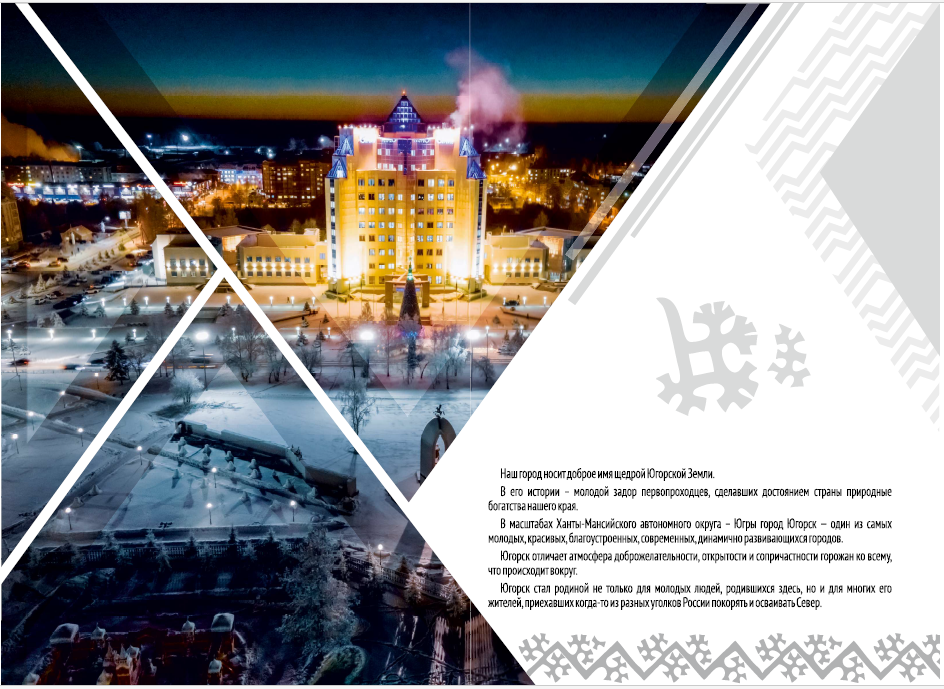 Наш город носит доброе имя щедрой Югорской Земли.
В его истории – молодой задор первопроходцев, сделавших достоянием страны природные
богатства нашего края.
В масштабах Ханты-Мансийского автономного округа – Югры город Югорск – один из самых
молодых, красивых, благоустроенных, современных, динамично развивающихся городов.
Югорск отличает атмосфера доброжелательности, открытости и сопричастности горожан ко всему,
что происходит вокруг.
Югорск стал родиной не только для молодых людей, родившихся здесь, но и для многих его
жителей, приехавших когда-то из разных уголков России покорять и осваивать Север.